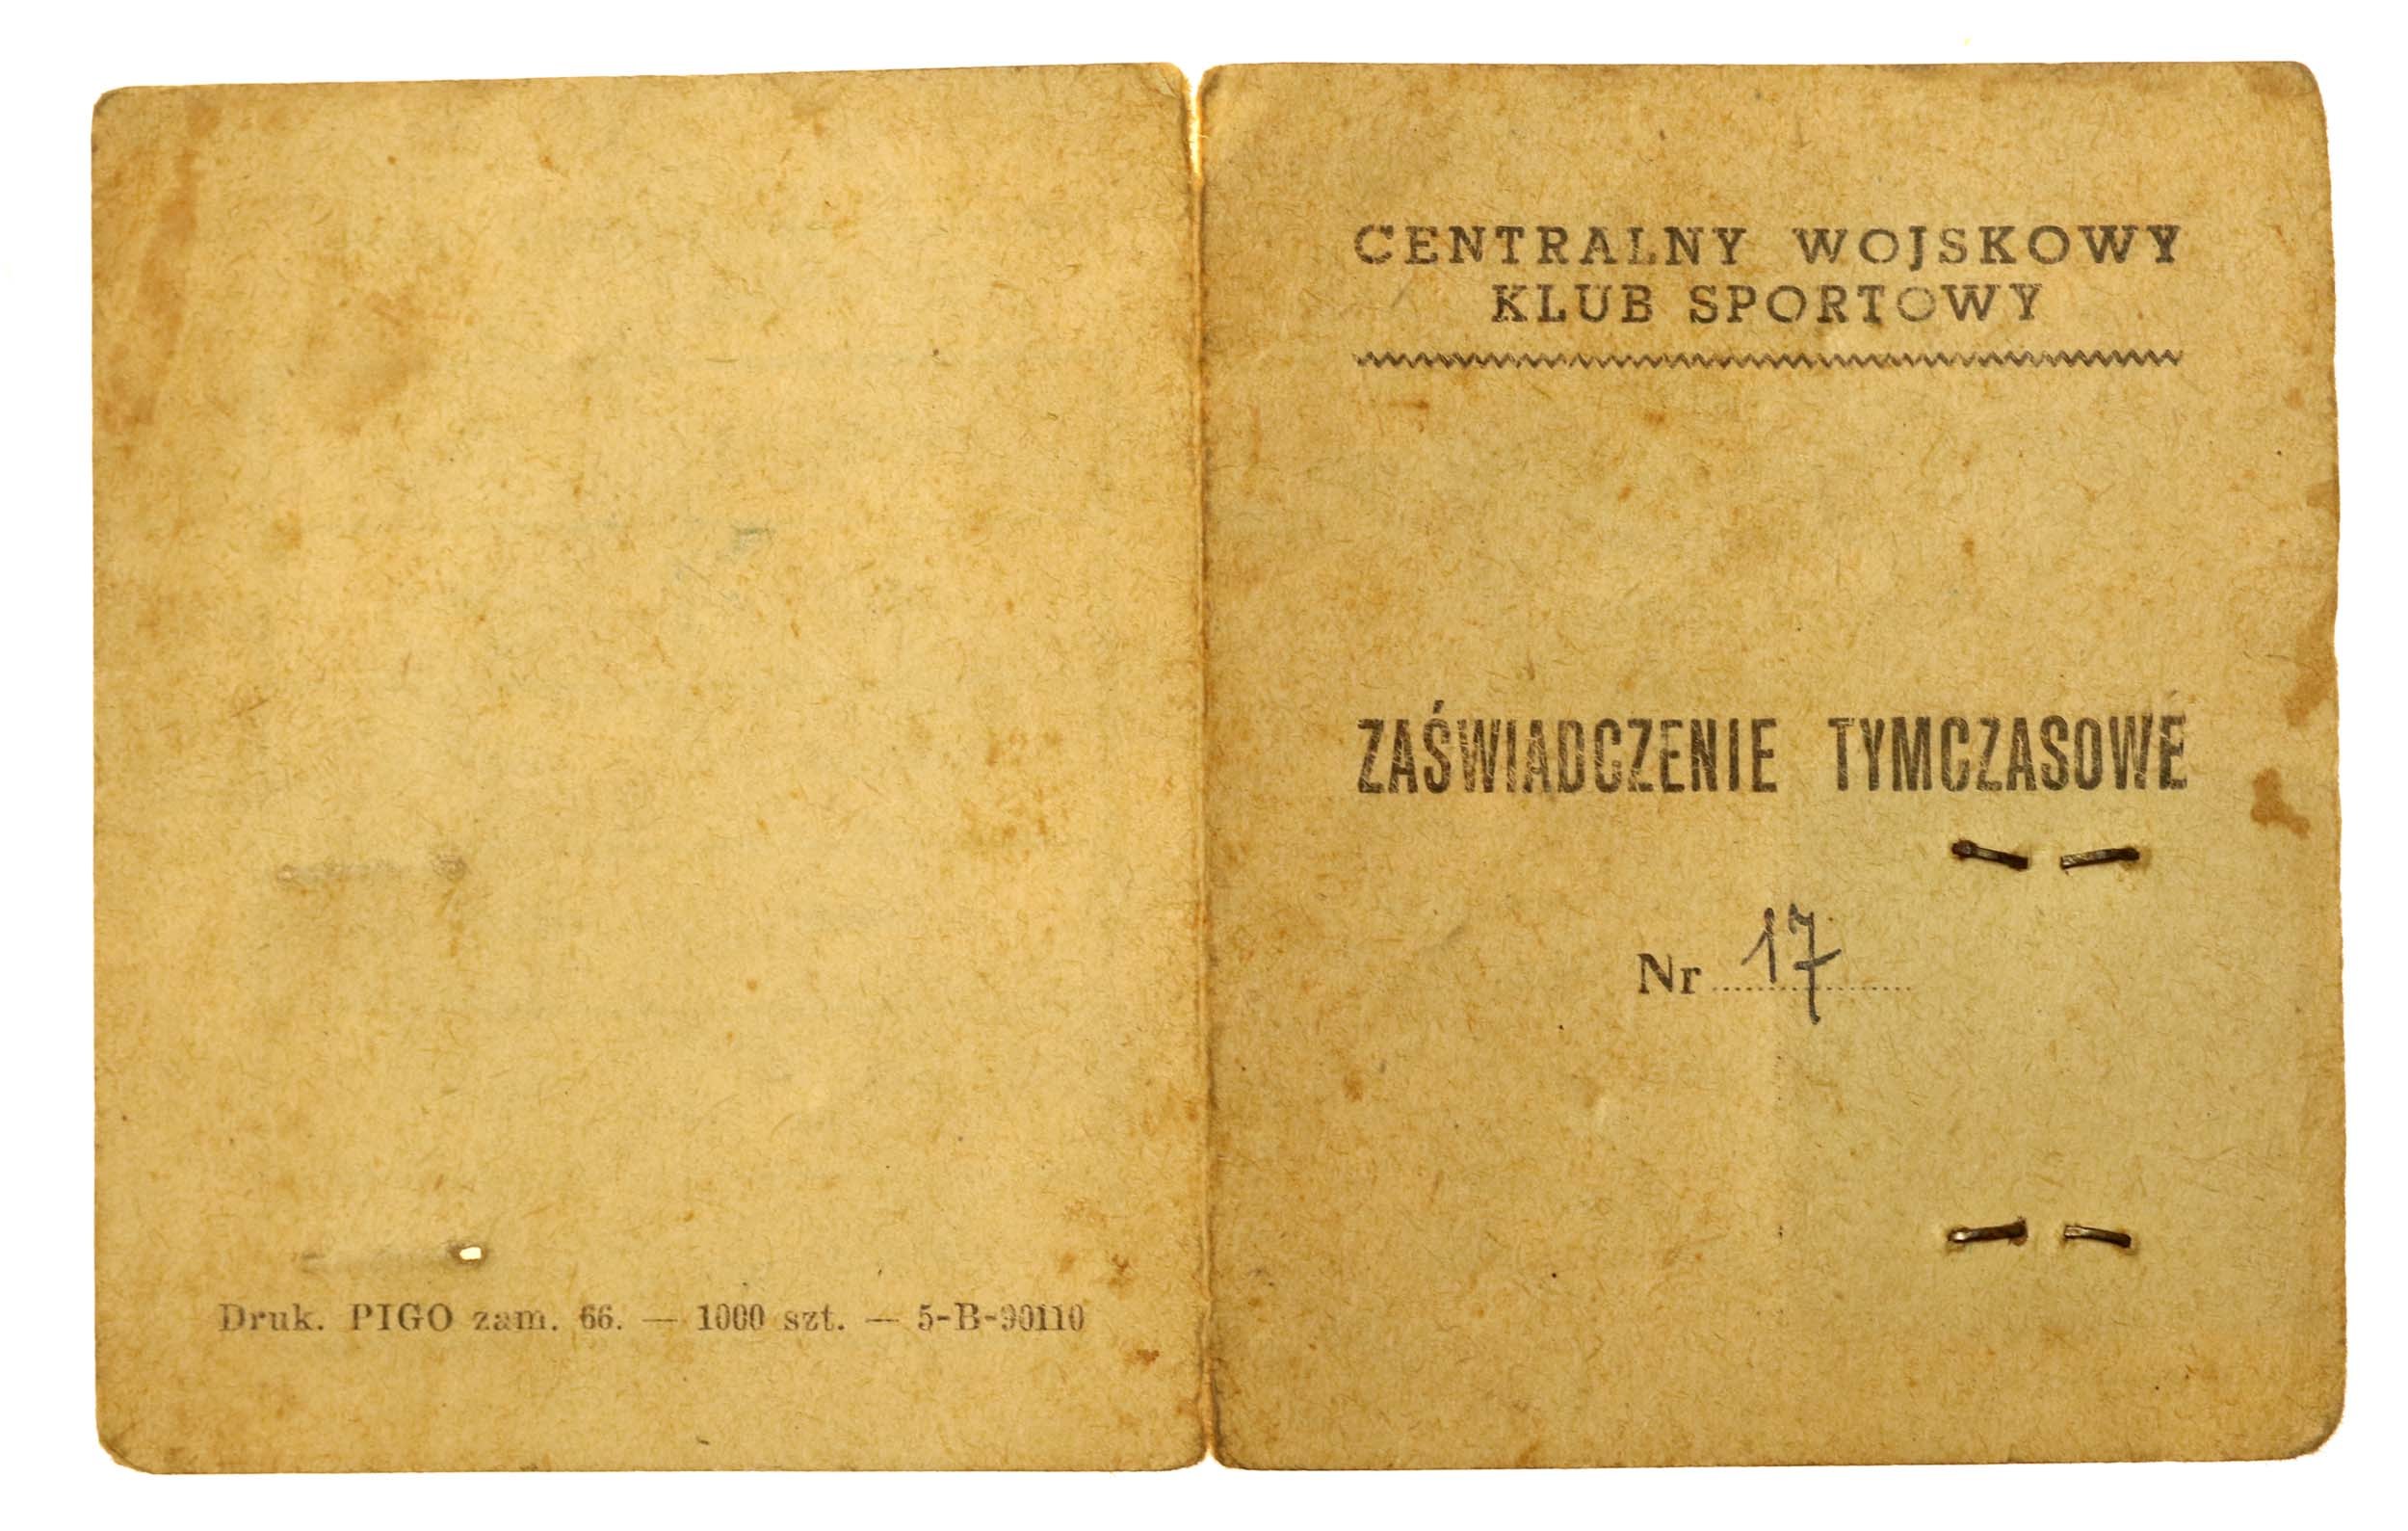 CENTRALNY WOJSKOWY
KLUB SPORTOWY
ZAŚWIADCZENIE TYMCZASOWE
Nr 17
Druk. PIGO zam. 66. — 1000 szt. — 5-B-90110